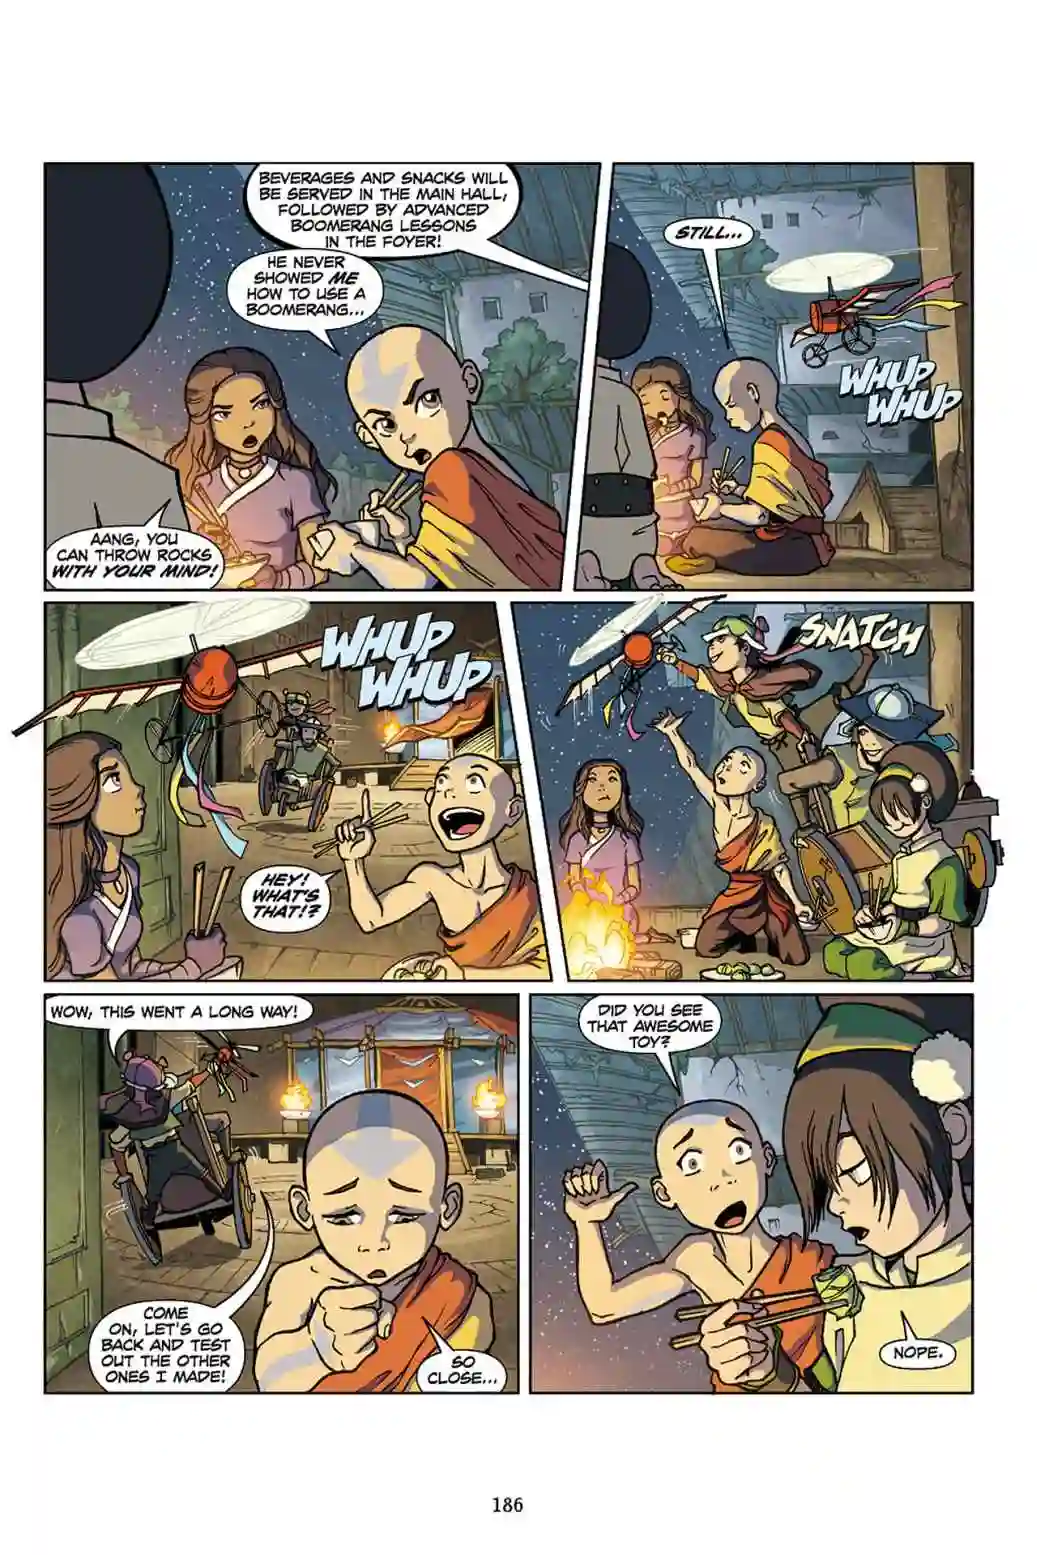 BEVERAGES AND SNACKS WILL
BE SERVED IN THE MAIN HALL,
FOLLOWED BY ADVANCED
BOOMERANG LESSONS
IN THE FOYER!
HE NEVER
SHOWED ME
HOW TO USE A
BOOMERANG...
AANG, YOU
CAN THROW ROCKS
WITH YOUR MIND!
STILL...
WHUP
WHUP
WHUP
WHUP
HEY!
WHAT'S
THAT!?
SNATCH
WOW, THIS WENT A LONG WAY!
COME
ON, LET'S GO
BACK AND TEST
OUT THE OTHER
ONES I MADE!
SO
CLOSE...
DID YOU SEE
THAT AWESOME
TOY?
NOPE.
186